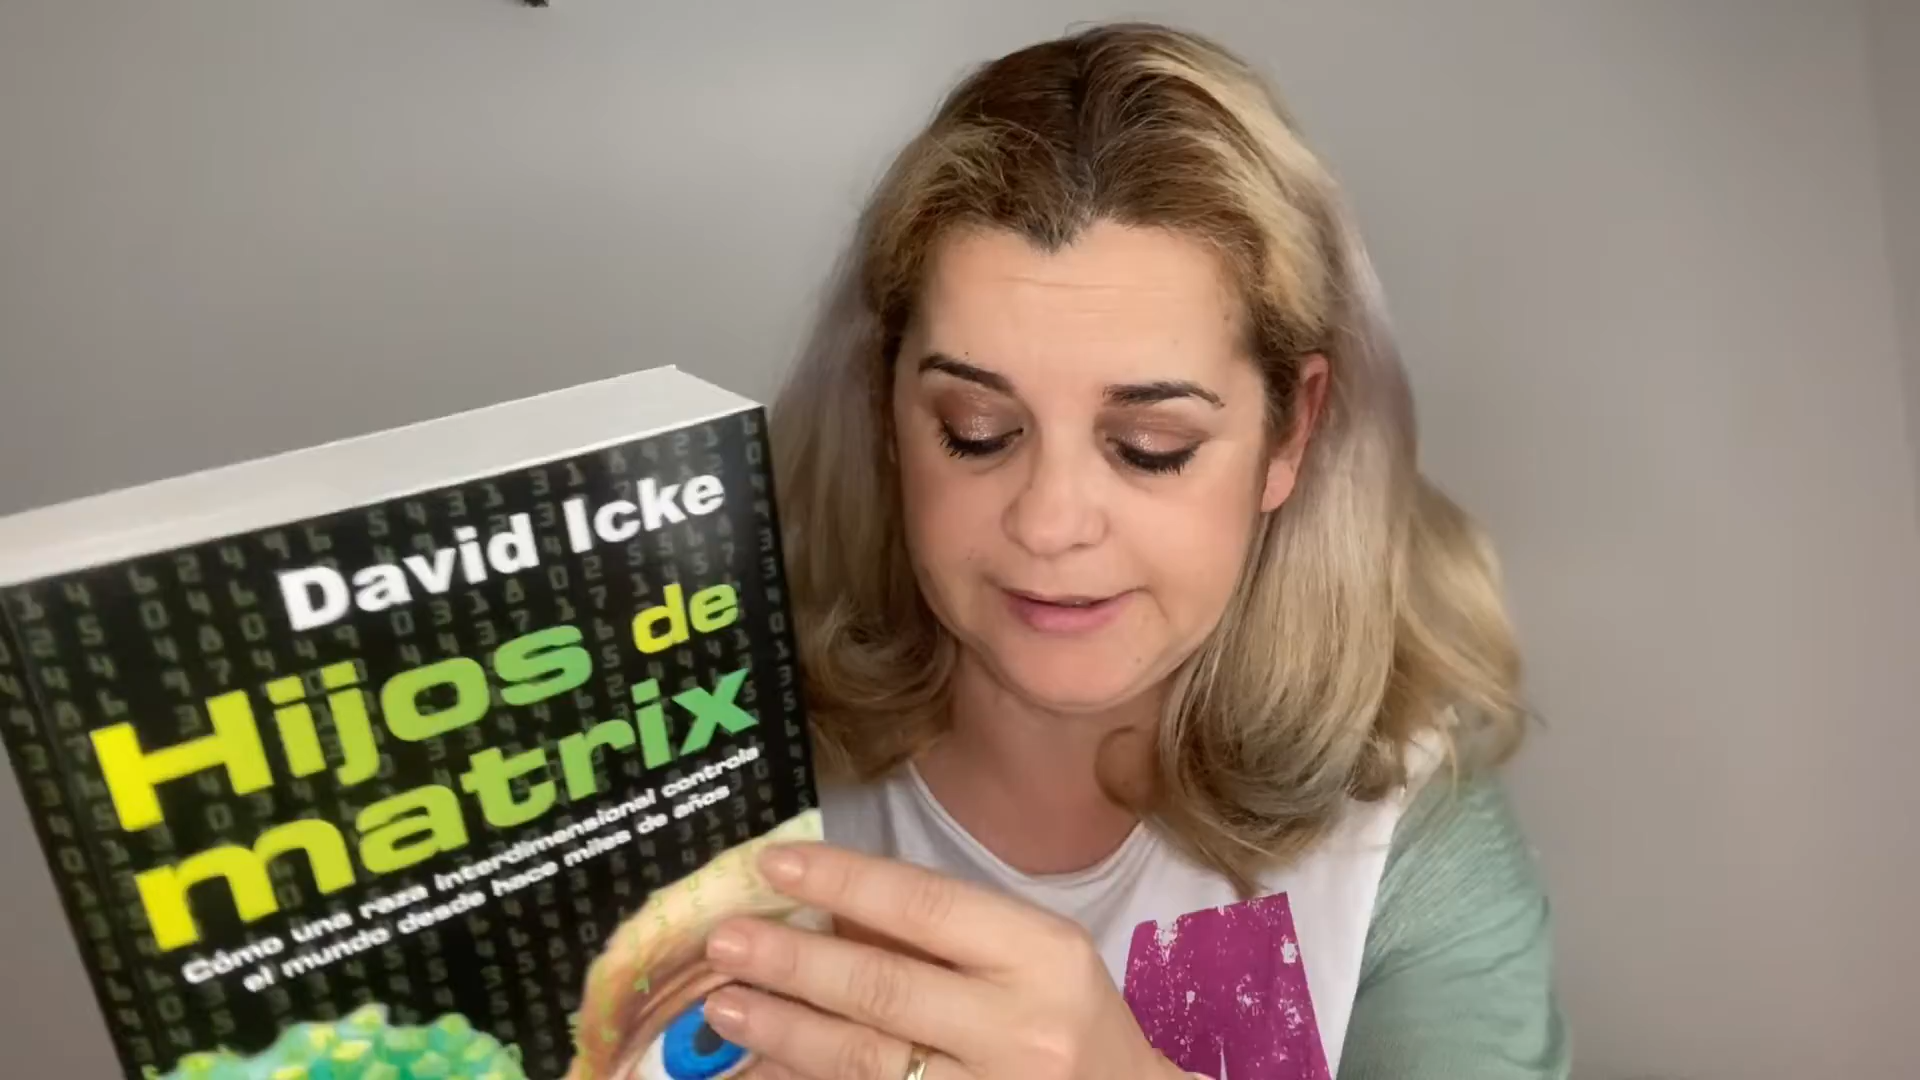 David Icke
Hijos de
matrix
Cómo una raza interdimensional controla
el mundo desde hace miles de años